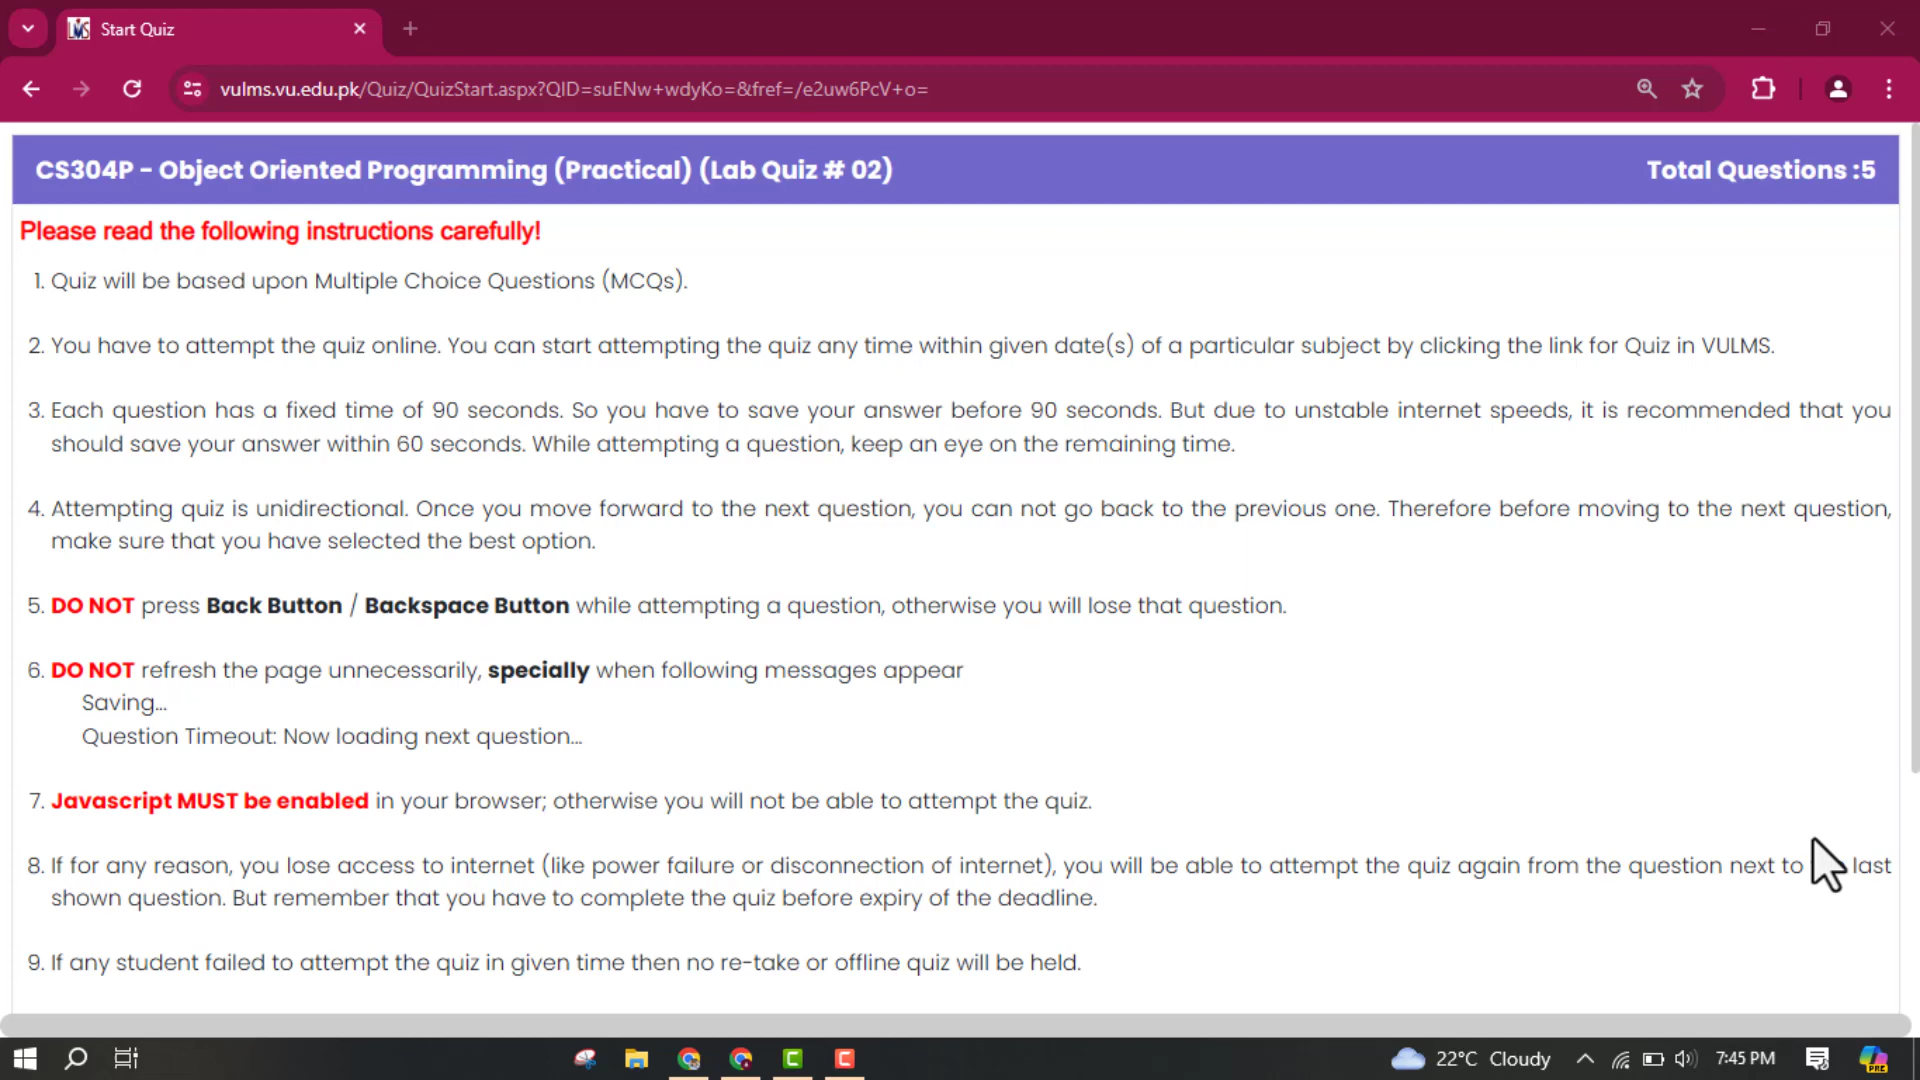 Start Quiz
vulms.vu.edu.pk/Quiz/QuizStart.aspx?QID=suENw+wdyKo=&fref=/e2uw6PcV+o=
CS304P - Object Oriented Programming (Practical) (Lab Quiz # 02)
Total Questions :5
Please read the following instructions carefully!
1. Quiz will be based upon Multiple Choice Questions (MCQs).
2. You have to attempt the quiz online. You can start attempting the quiz any time within given date(s) of a particular subject by clicking the link for Quiz in VULMS.
3. Each question has a fixed time of 90 seconds. So you have to save your answer before 90 seconds. But due to unstable internet speeds, it is recommended that you
should save your answer within 60 seconds. While attempting a question, keep an eye on the remaining time.
4. Attempting quiz is unidirectional. Once you move forward to the next question, you can not go back to the previous one. Therefore before moving to the next question,
make sure that you have selected the best option.
5. DO NOT press Back Button / Backspace Button while attempting a question, otherwise you will lose that question.
6. DO NOT refresh the page unnecessarily, specially when following messages appear
Saving...
Question Timeout: Now loading next question...
7. Javascript MUST be enabled in your browser; otherwise you will not be able to attempt the quiz.
8. If for any reason, you lose access to internet (like power failure or disconnection of internet), you will be able to attempt the quiz again from the question next to last
shown question. But remember that you have to complete the quiz before expiry of the deadline.
9. If any student failed to attempt the quiz in given time then no re-take or offline quiz will be held.
22°C Cloudy
7:45 PM
PRE